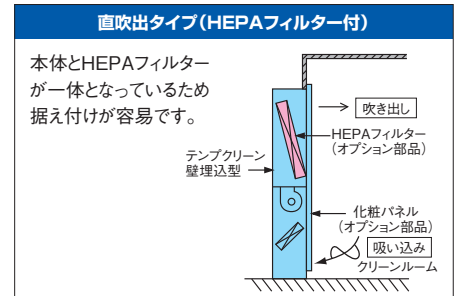 直吹出タイプ（HEPAフィルター付）
本体とHEPAフィルター
が一体となっているため
据え付けが容易です。
吹き出し
HEPAフィルター
（オプション部品）
テンプクリーン
壁埋込型
化粧パネル
（オプション部品）
吸い込み
クリーンルーム